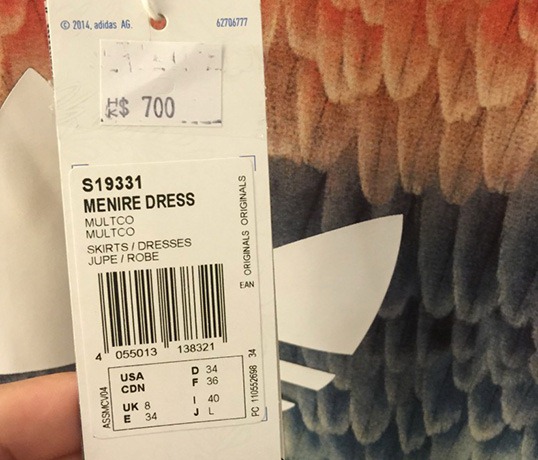 © 2014, adidas AG.
62706777
HK$ 700
S19331
MENIRE DRESS
MULTCO
MULTCO
SKIRTS / DRESSES
JUPE / ROBE
ORIGINALS ORIGINALS
EAN
4 055013 138321
ASSMCV04
USA D 34
CDN F 36
UK 8 I 40
E 34 J L
PC 110552698 34